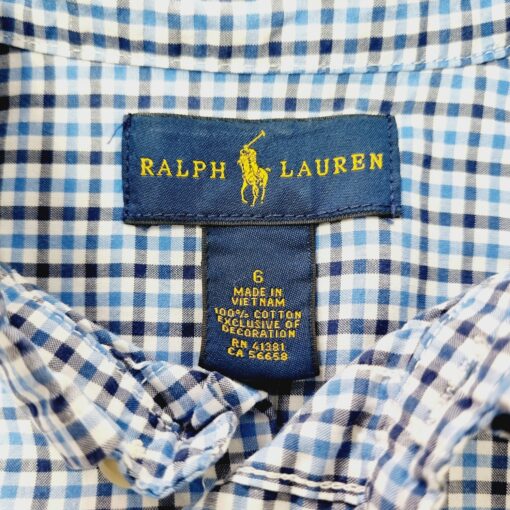 RALPH LAUREN
6
MADE IN
VIETNAM
100% COTTON
EXCLUSIVE OF
DECORATION
RN 41381
CA 56658